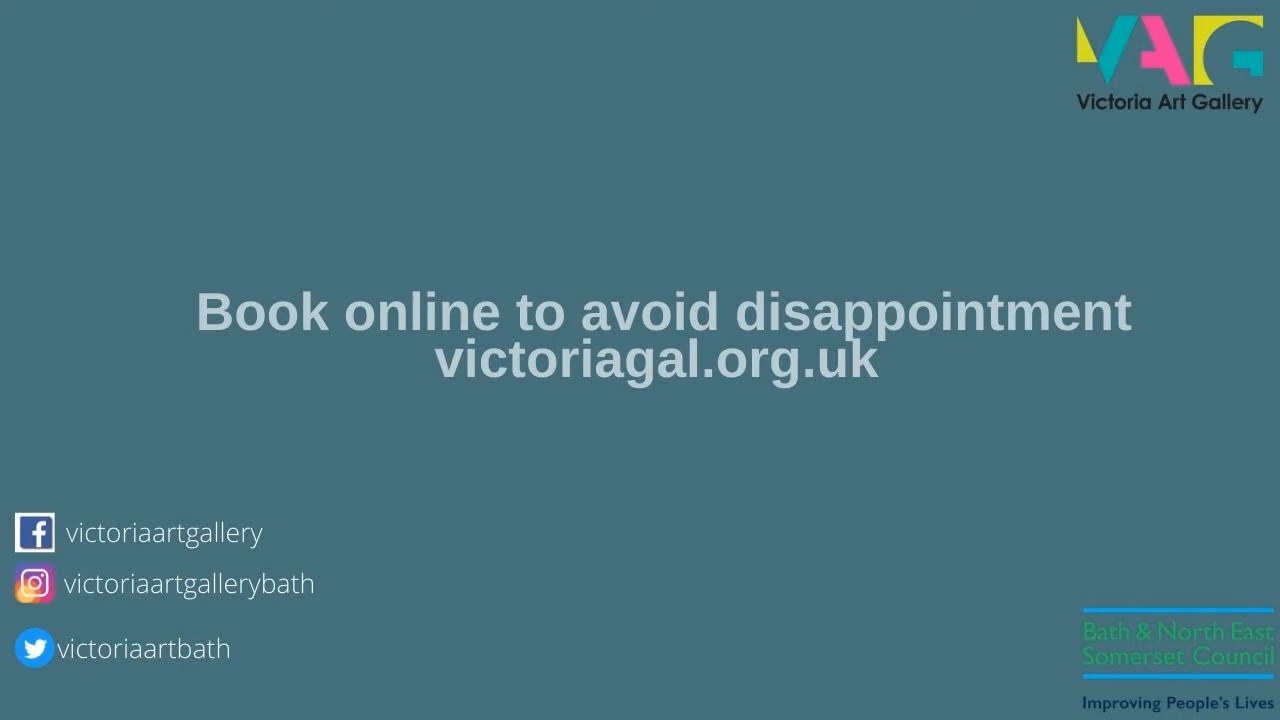 VAG
Victoria Art Gallery
Book online to avoid disappointment
victoriagal.org.uk
victoriaartgallery
victoriaartgallerybath
victoriaartbath
Bath & North East
Somerset Council
Improving People's Lives